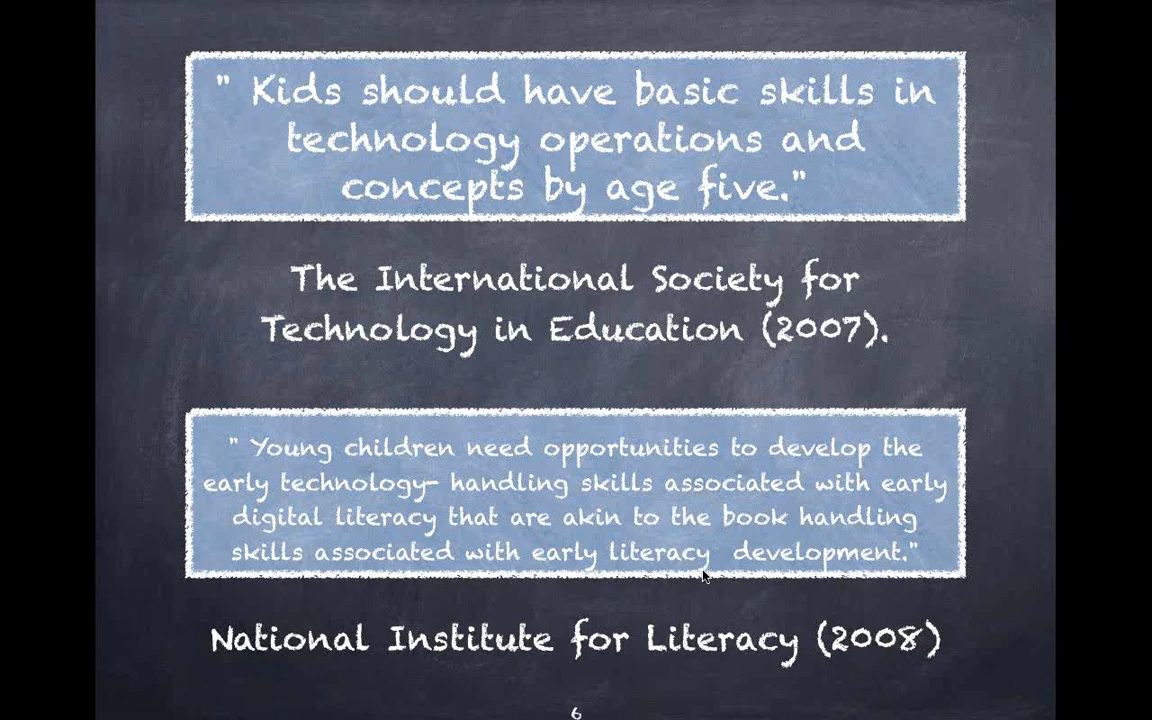 " Kids should have basic skills in
technology operations and
concepts by age five."
The International Society for
Technology in Education (2007).
" Young children need opportunities to develop the
early technology- handling skills associated with early
digital literacy that are akin to the book handling
skills associated with early literacy  development."
National Institute for Literacy (2008)
6